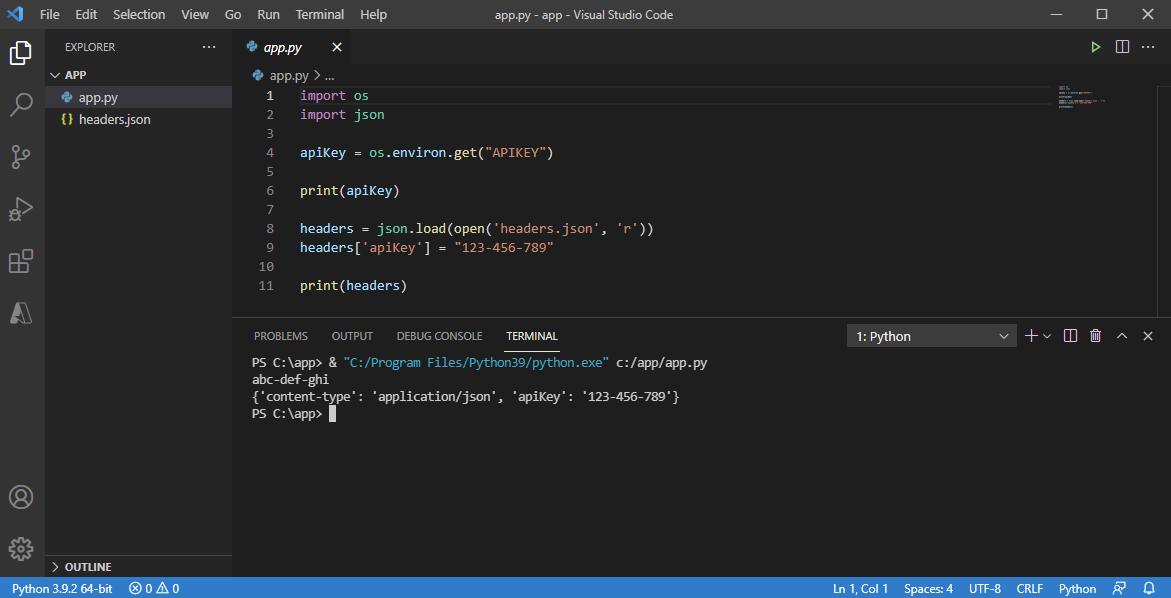 File Edit Selection View Go Run Terminal Help app.py - app - Visual Studio Code
EXPLORER
APP
app.py
{} headers.json
OUTLINE
app.py
app.py > ...
1 import os
2 import json
3
4 apiKey = os.environ.get("APIKEY")
5
6 print(apiKey)
7
8 headers = json.load(open('headers.json', 'r'))
9 headers['apiKey'] = "123-456-789"
10
11 print(headers)
PROBLEMS OUTPUT DEBUG CONSOLE TERMINAL 1: Python
PS C:\app> & "C:/Program Files/Python39/python.exe" c:/app/app.py
abc-def-ghi
{'content-type': 'application/json', 'apiKey': '123-456-789'}
PS C:\app>
Python 3.9.2 64-bit 0 0 Ln 1, Col 1 Spaces: 4 UTF-8 CRLF Python